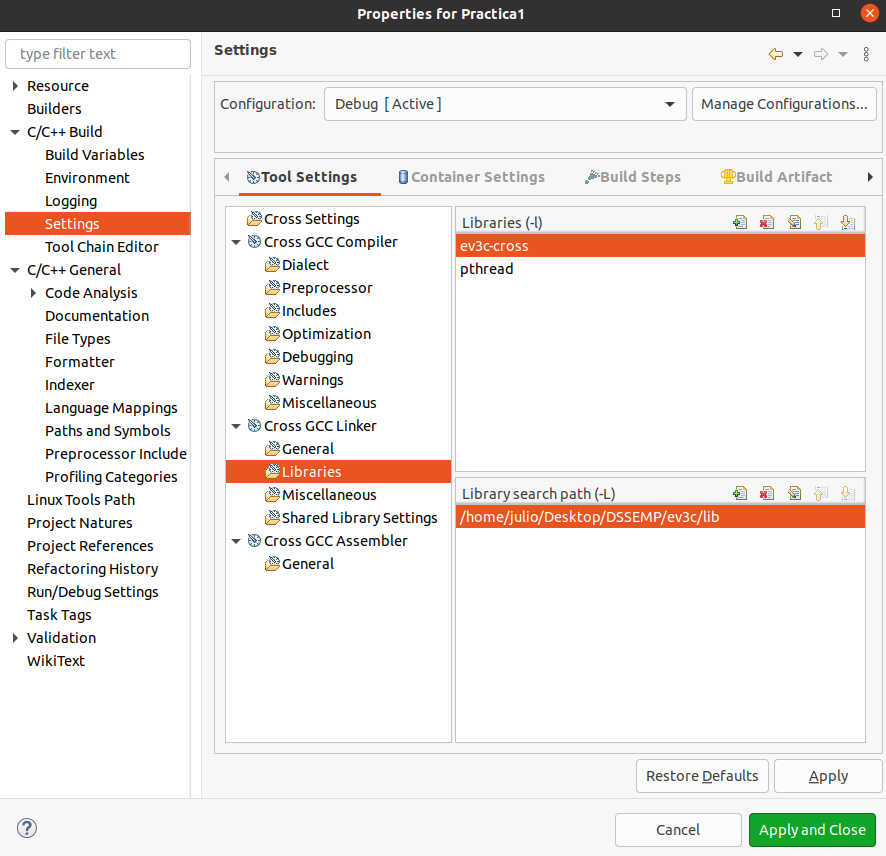 Properties for Practica1
type filter text
Resource
Builders
C/C++ Build
Build Variables
Environment
Logging
Settings
Tool Chain Editor
C/C++ General
Code Analysis
Documentation
File Types
Formatter
Indexer
Language Mappings
Paths and Symbols
Preprocessor Include
Profiling Categories
Linux Tools Path
Project Natures
Project References
Refactoring History
Run/Debug Settings
Task Tags
Validation
WikiText
Settings
Configuration:
Debug [ Active ]
Manage Configurations...
Tool Settings
Container Settings
Build Steps
Build Artifact
Cross Settings
Cross GCC Compiler
Dialect
Preprocessor
Includes
Optimization
Debugging
Warnings
Miscellaneous
Cross GCC Linker
General
Libraries
Miscellaneous
Shared Library Settings
Cross GCC Assembler
General
Libraries (-l)
ev3c-cross
pthread
Library search path (-L)
/home/julio/Desktop/DSSEMP/ev3c/lib
Restore Defaults
Apply
?
Cancel
Apply and Close